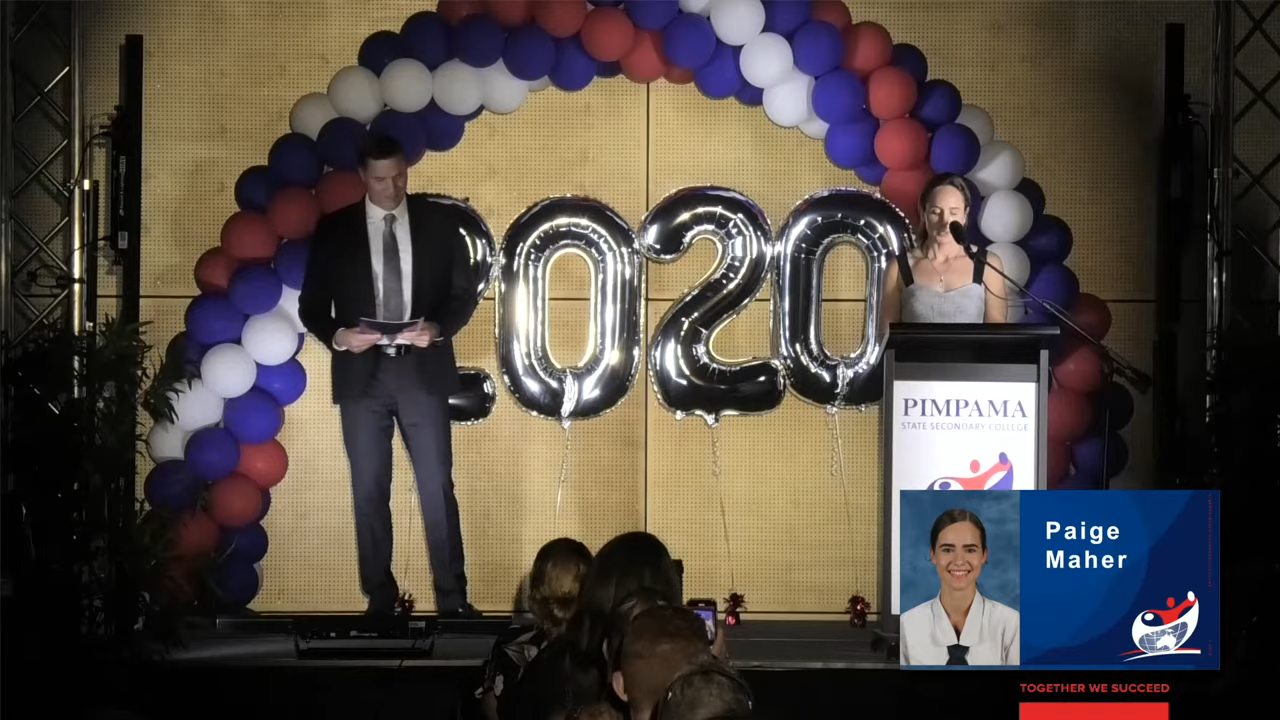 2020
PIMPAMA
STATE SECONDARY COLLEGE
Paige
Maher
TOGETHER WE SUCCEED